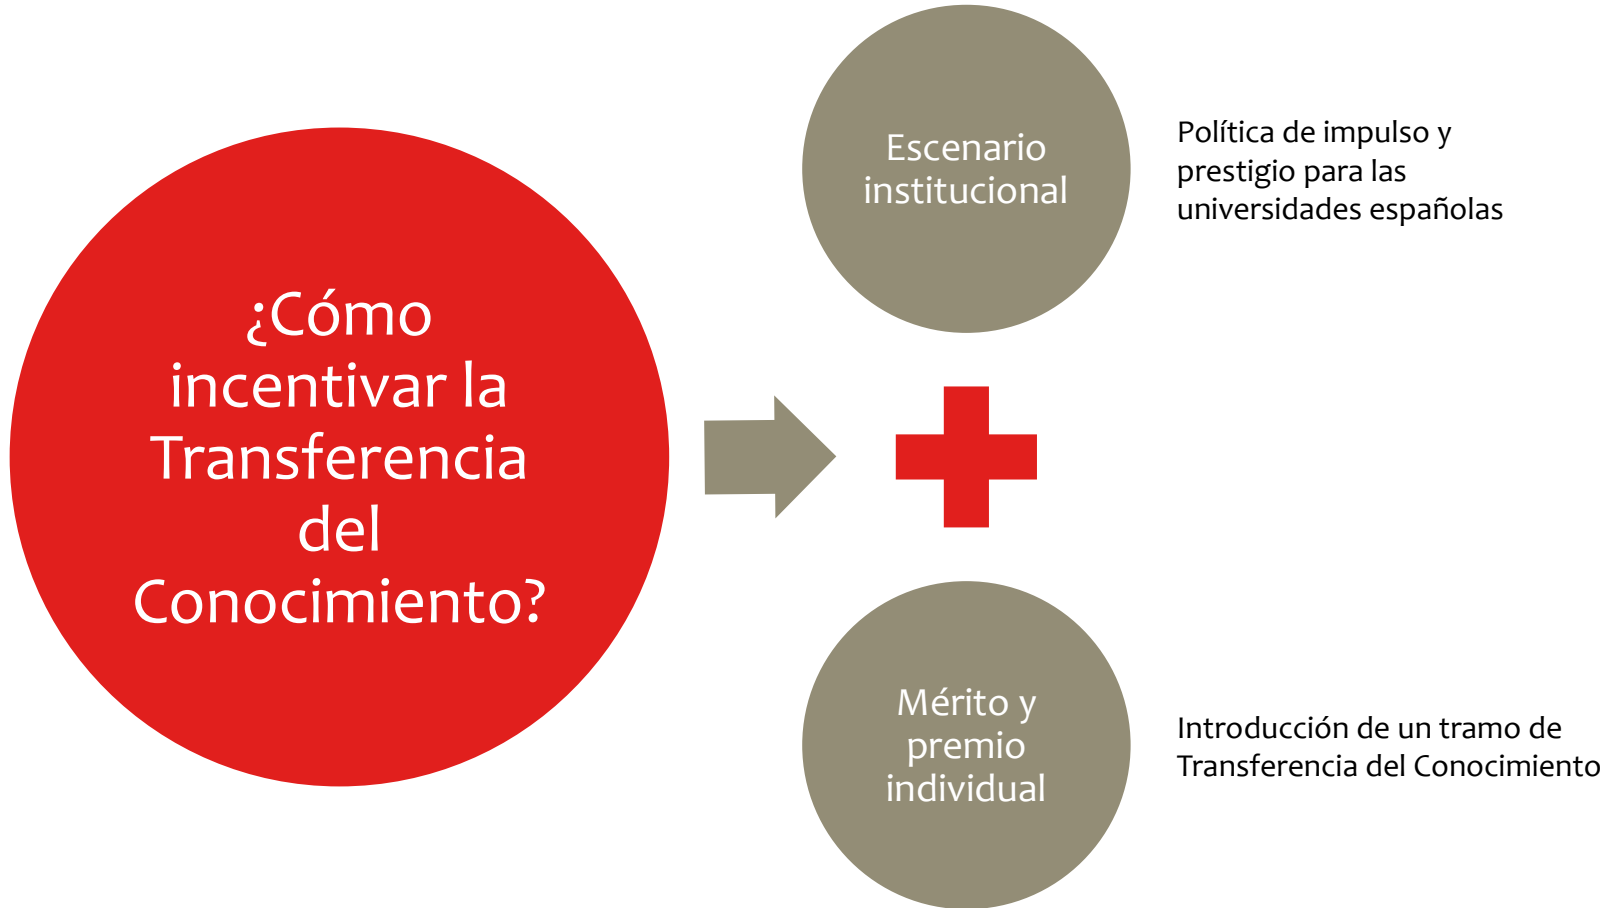 ¿Cómo
incentivar la
Transferencia
del
Conocimiento?
Escenario
institucional
Política de impulso y
prestigio para las
universidades españolas
Mérito y
premio
individual
Introducción de un tramo de
Transferencia del Conocimiento